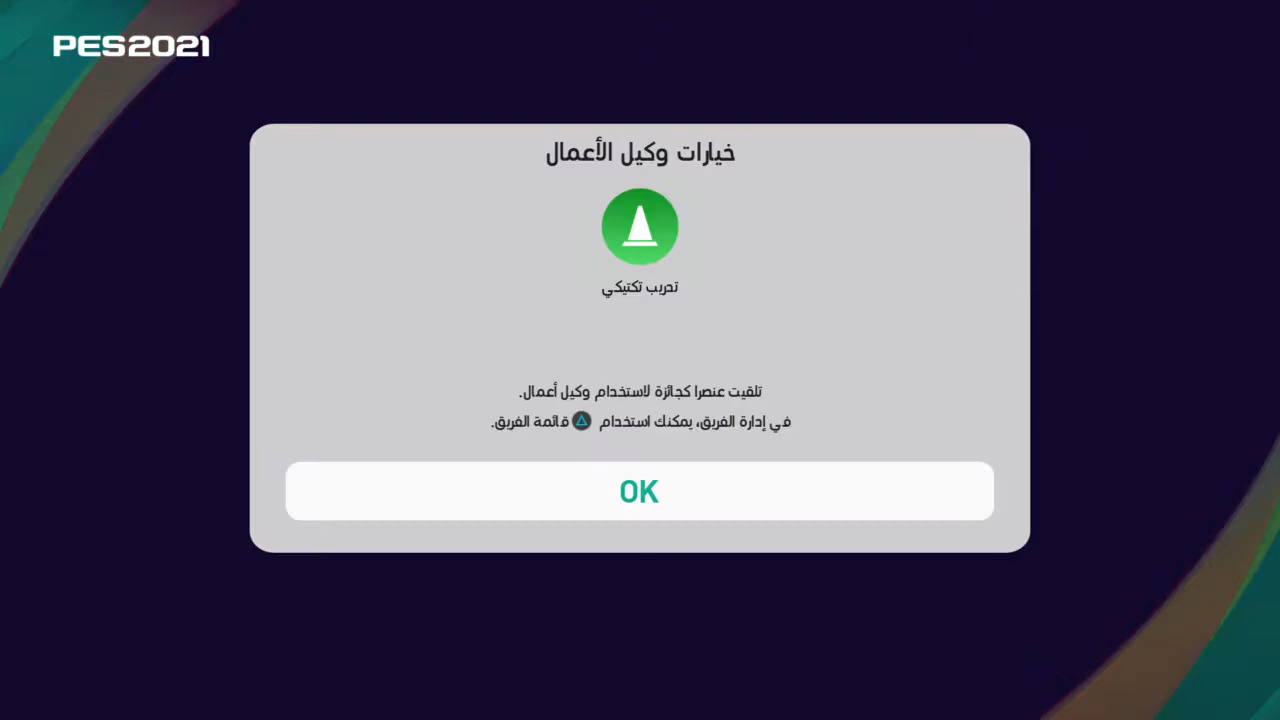 PES2021
خيارات وكيل الأعمال
تدريب تكتيكي
تلقيت عنصرا كجائزة لاستخدام وكيل أعمال.
في إدارة الفريق، يمكنك استخدام △ قائمة الفريق.
OK